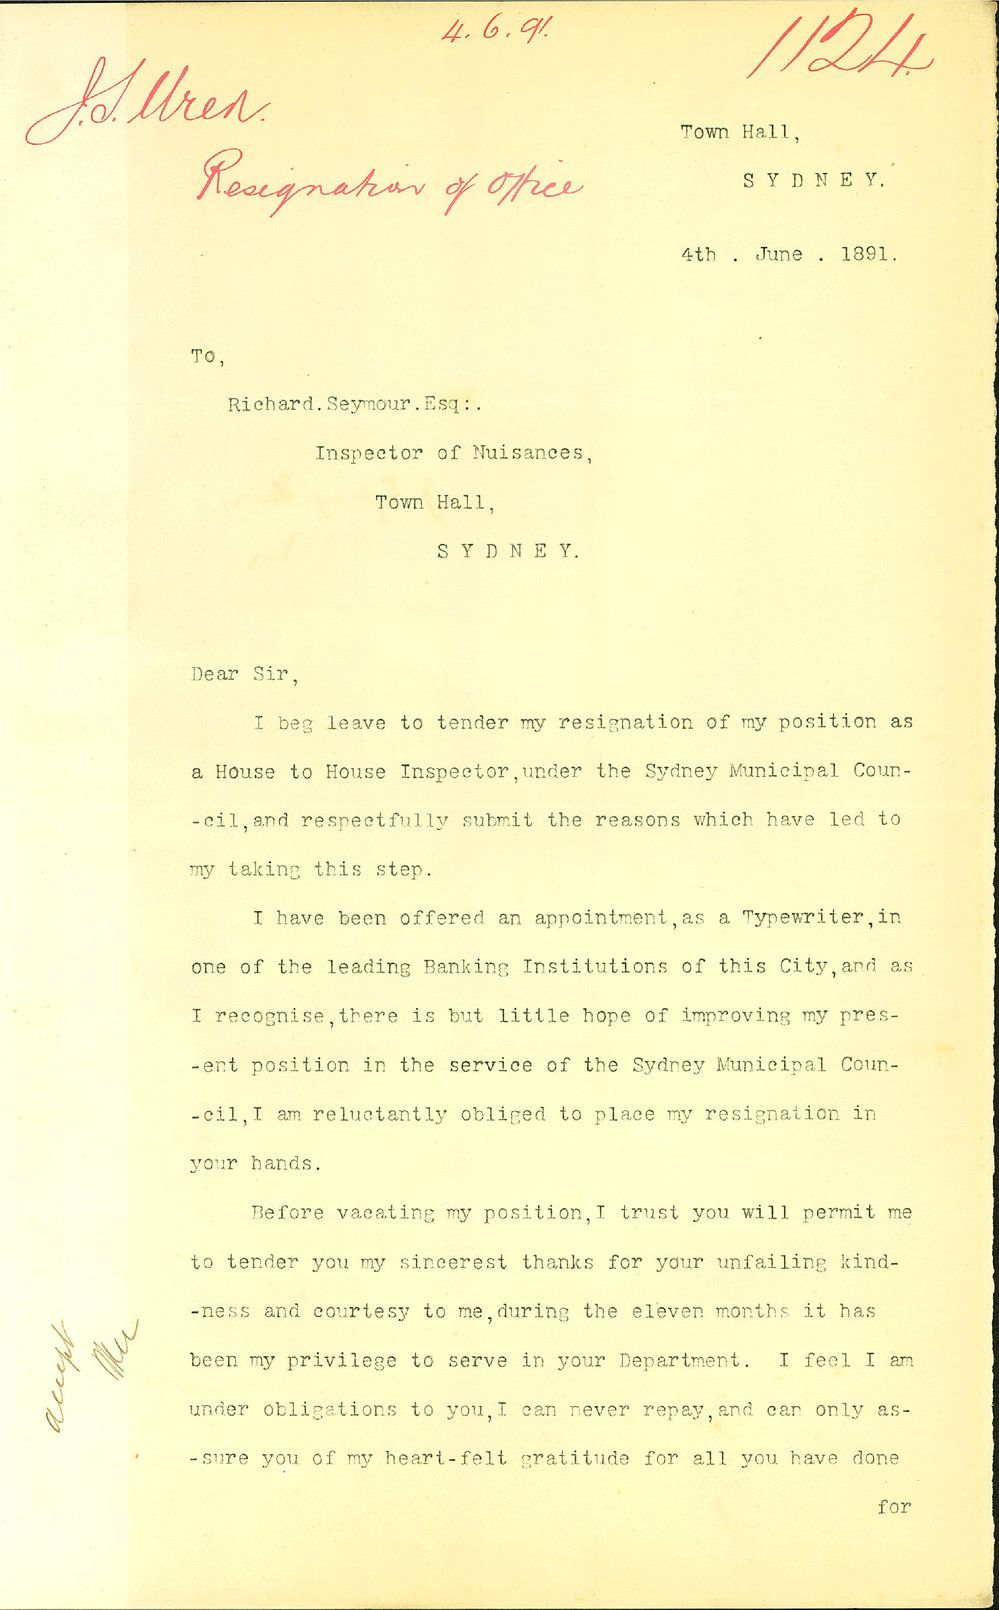 4.6.91.
1124
J.S. Uren.
Resignation of Office
Town Hall,
S Y D N E Y.
4th . June . 1891.
To,
Richard.Seymour.Esq:.
Inspector of Nuisances,
Town Hall,
S Y D N E Y.
Dear Sir,
I beg leave to tender my resignation of my position as
a House to House Inspector,under the Sydney Municipal Coun-
-cil,and respectfully submit the reasons which have led to
my taking this step.
I have been offered an appointment,as a Typewriter,in
one of the leading Banking Institutions of this City,and as
I recognise,there is but little hope of improving my pres-
-ent position in the service of the Sydney Municipal Coun-
-cil,I am reluctantly obliged to place my resignation in
your hands.
Before vacating my position,I trust you will permit me
to tender you my sincerest thanks for your unfailing kind-
-ness and courtesy to me,during the eleven months it has
been my privilege to serve in your Department. I feel I am
under obligations to you,I can never repay,and can only as-
-sure you of my heart-felt gratitude for all you have done
for
accept